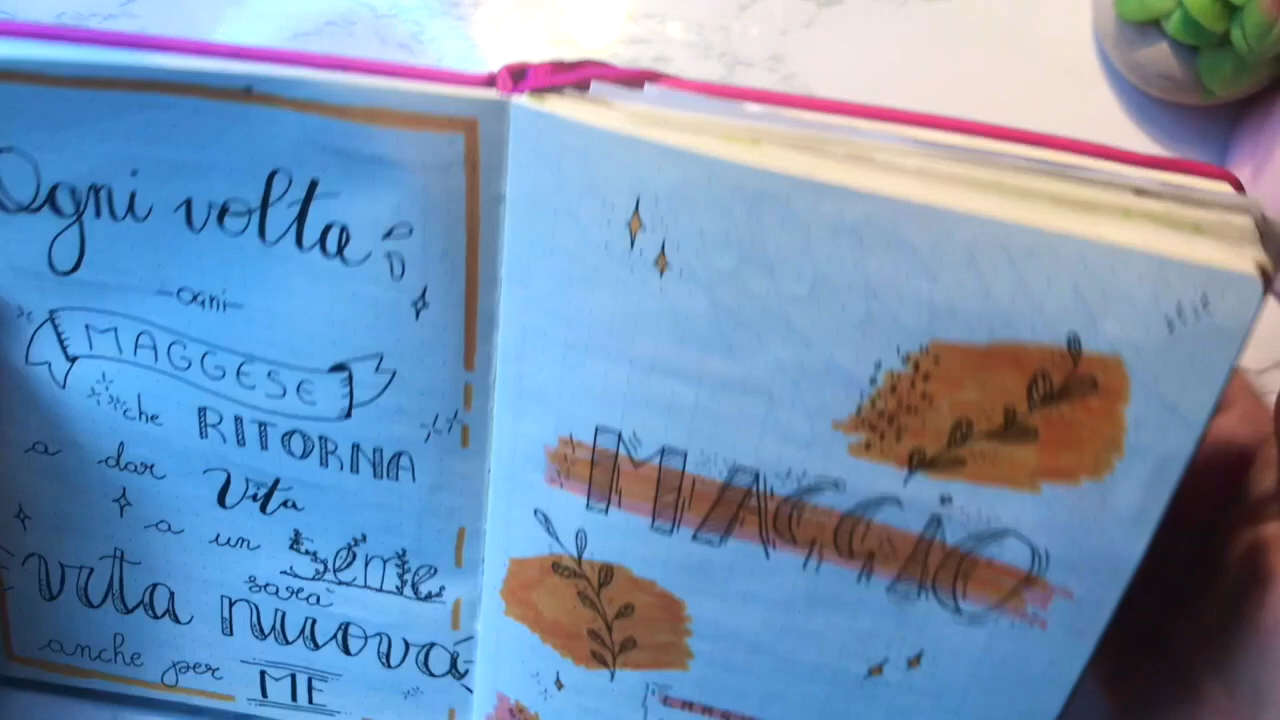 Ogni volta
ogni
MAGGESE
che RITORNA
a dar Vita
a un seme
sarà
vita nuova
anche per ME
MAGGIO